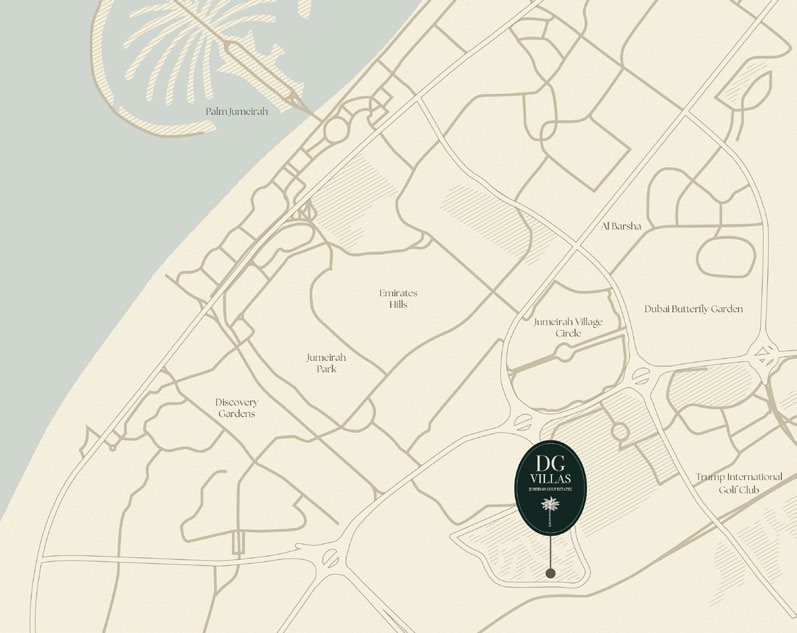 Palm Jumeirah
Al Barsha
Emirates
Hills
Dubai Butterfly Garden
Jumeirah Village
Circle
Jumeirah
Park
Discovery
Gardens
DG
VILLAS
JUMEIRAH GOLF ESTATES
Trump International
Golf Club